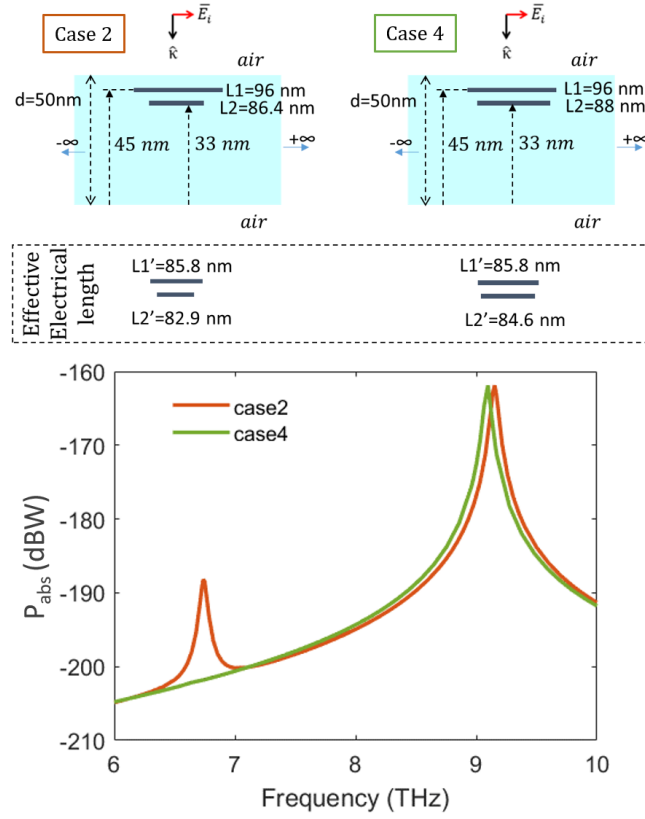 Case 2
E̅ᵢ
κ̂
air
d=50nm
L1=96 nm
L2=86.4 nm
-∞
+∞
45 nm
33 nm
air
Case 4
E̅ᵢ
κ̂
air
d=50nm
L1=96 nm
L2=88 nm
-∞
+∞
45 nm
33 nm
air
Effective
Electrical
length
L1'=85.8 nm
L2'=82.9 nm
L1'=85.8 nm
L2'=84.6 nm
-160
-170
-180
-190
-200
-210
P_abs (dBW)
case2
case4
6
7
8
9
10
Frequency (THz)